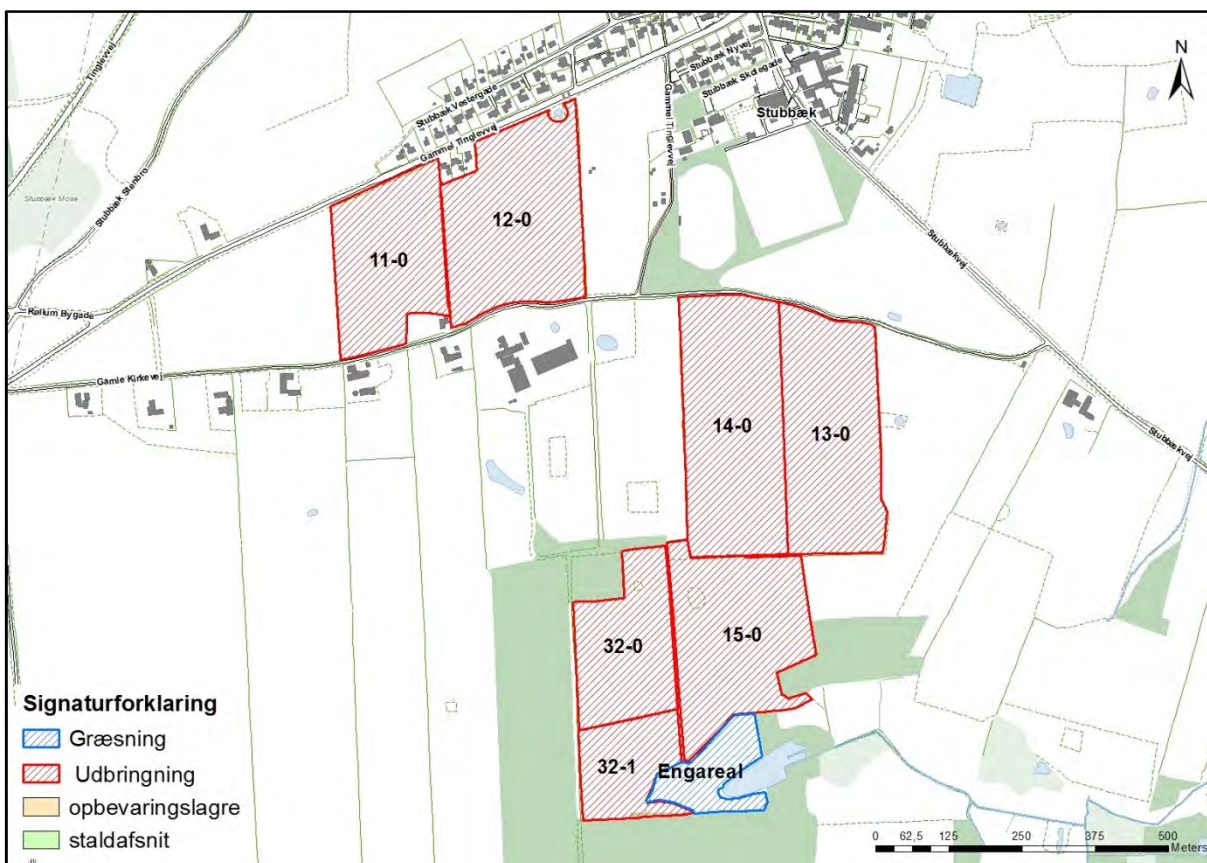 N
Tinglevvej
Stubbæk Nyvej
Stubbæk Vestergade
Stubbæk Skolegade
Gammel Tinglevvej
Stubbæk
Gammel Tinglevvej
Stubbæk Mose
Stubbæk Stenbro
12-0
11-0
Stubbækvej
Kollum Bygade
Gamle Kirkevej
14-0
13-0
Stubbækvej
15-0
32-0
Signaturforklaring
Græsning
Udbringning
opbevaringslagre
staldafsnit
32-1
Engareal
0 62,5 125 250 375 500
Meters